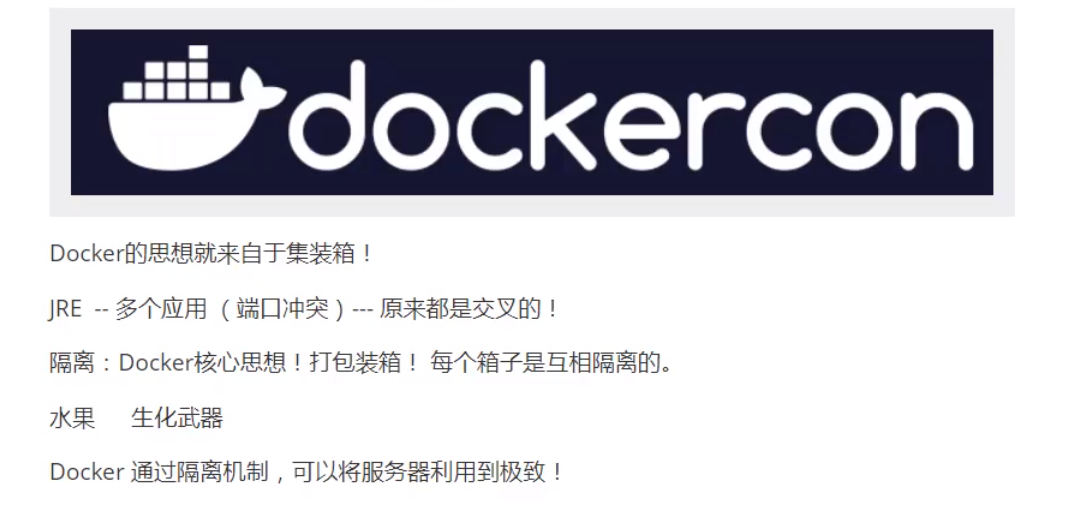 dockercon
Docker的思想就来自于集装箱！
JRE -- 多个应用（端口冲突）--- 原来都是交叉的！
隔离：Docker核心思想！打包装箱！ 每个箱子是互相隔离的。
水果 生化武器
Docker 通过隔离机制，可以将服务器利用到极致！